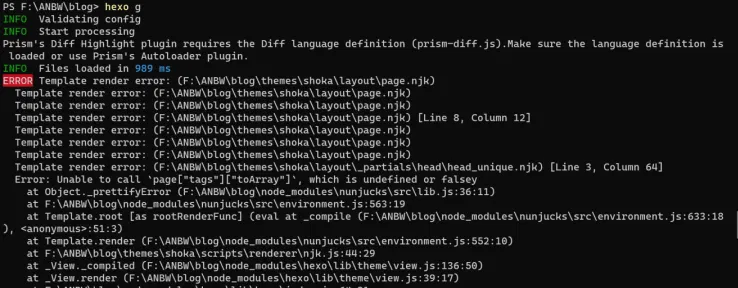 PS F:\ANBW\blog> hexo g
INFO  Validating config
INFO  Start processing
Prism's Diff Highlight plugin requires the Diff language definition (prism-diff.js).Make sure the language definition is
 loaded or use Prism's Autoloader plugin.
INFO  Files loaded in 989 ms
ERROR Template render error: (F:\ANBW\blog\themes\shoka\layout\page.njk)
  Template render error: (F:\ANBW\blog\themes\shoka\layout\page.njk)
  Template render error: (F:\ANBW\blog\themes\shoka\layout\page.njk)
  Template render error: (F:\ANBW\blog\themes\shoka\layout\page.njk) [Line 8, Column 12]
  Template render error: (F:\ANBW\blog\themes\shoka\layout\page.njk)
  Template render error: (F:\ANBW\blog\themes\shoka\layout\page.njk)
  Template render error: (F:\ANBW\blog\themes\shoka\layout\page.njk)
  Template render error: (F:\ANBW\blog\themes\shoka\layout\_partials\head\head_unique.njk) [Line 3, Column 64]
  Error: Unable to call `page["tags"]["toArray"]`, which is undefined or falsey
    at Object._prettifyError (F:\ANBW\blog\node_modules\nunjucks\src\lib.js:36:11)
    at F:\ANBW\blog\node_modules\nunjucks\src\environment.js:563:19
    at Template.root [as rootRenderFunc] (eval at _compile (F:\ANBW\blog\node_modules\nunjucks\src\environment.js:633:18
), <anonymous>:51:3)
    at Template.render (F:\ANBW\blog\node_modules\nunjucks\src\environment.js:552:10)
    at F:\ANBW\blog\themes\shoka\scripts\renderer\njk.js:44:29
    at _View._compiled (F:\ANBW\blog\node_modules\hexo\lib\theme\view.js:136:50)
    at _View.render (F:\ANBW\blog\node_modules\hexo\lib\theme\view.js:39:17)